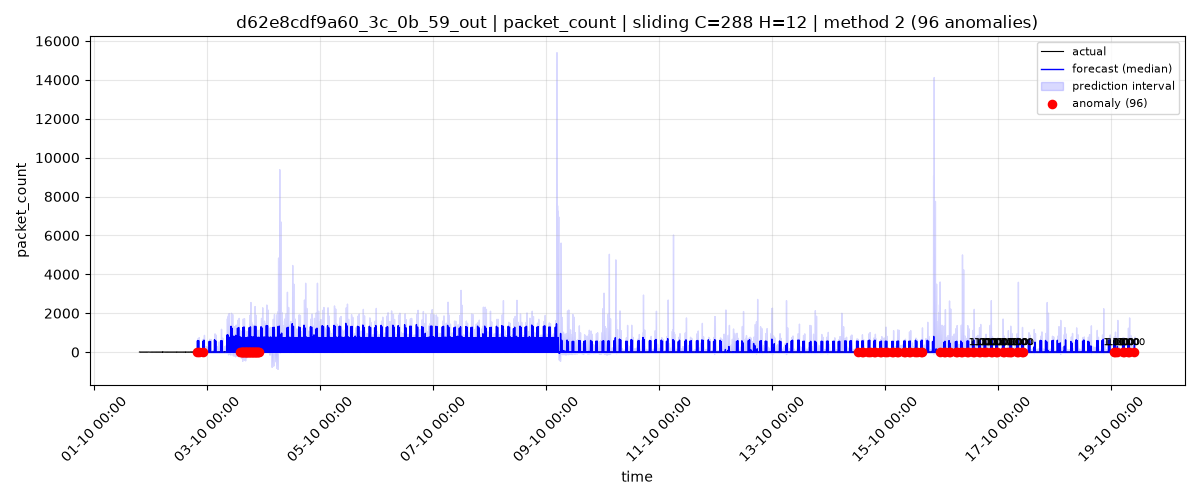 d62e8cdf9a60_3c_0b_59_out | packet_count | sliding C=288 H=12 | method 2 (96 anomalies)
actual
forecast (median)
prediction interval
anomaly (96)
packet_count
16000
14000
12000
10000
8000
6000
4000
2000
0
01-10 00:00
03-10 00:00
05-10 00:00
07-10 00:00
09-10 00:00
11-10 00:00
13-10 00:00
15-10 00:00
17-10 00:00
19-10 00:00
time